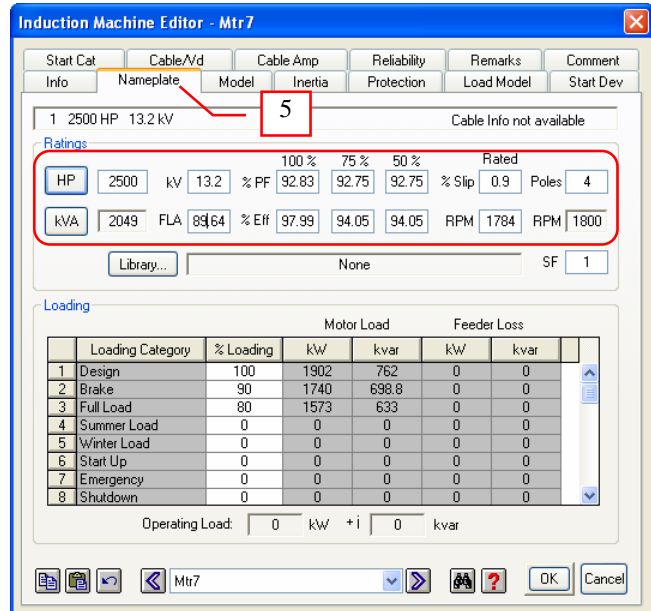 Induction Machine Editor - Mtr7
Start Cat Cable/Vd Cable Amp Reliability Remarks Comment
Info Nameplate Model Inertia Protection Load Model Start Dev
5
1 2500 HP 13.2 kV Cable Info not available
Ratings
100 % 75 % 50 % Rated
HP 2500 kV 13.2 % PF 92.83 92.75 92.75 % Slip 0.9 Poles 4
kVA 2049 FLA 89.64 % Eff 97.99 94.05 94.05 RPM 1784 RPM 1800
Library... None SF 1
Loading
Motor Load Feeder Loss
Loading Category % Loading kW kvar kW kvar
1 Design 100 1902 762 0 0
2 Brake 90 1740 698.8 0 0
3 Full Load 80 1573 633 0 0
4 Summer Load 0 0 0 0 0
5 Winter Load 0 0 0 0 0
6 Start Up 0 0 0 0 0
7 Emergency 0 0 0 0 0
8 Shutdown 0 0 0 0 0
Operating Load: 0 kW + i 0 kvar
Mtr7 ? OK Cancel